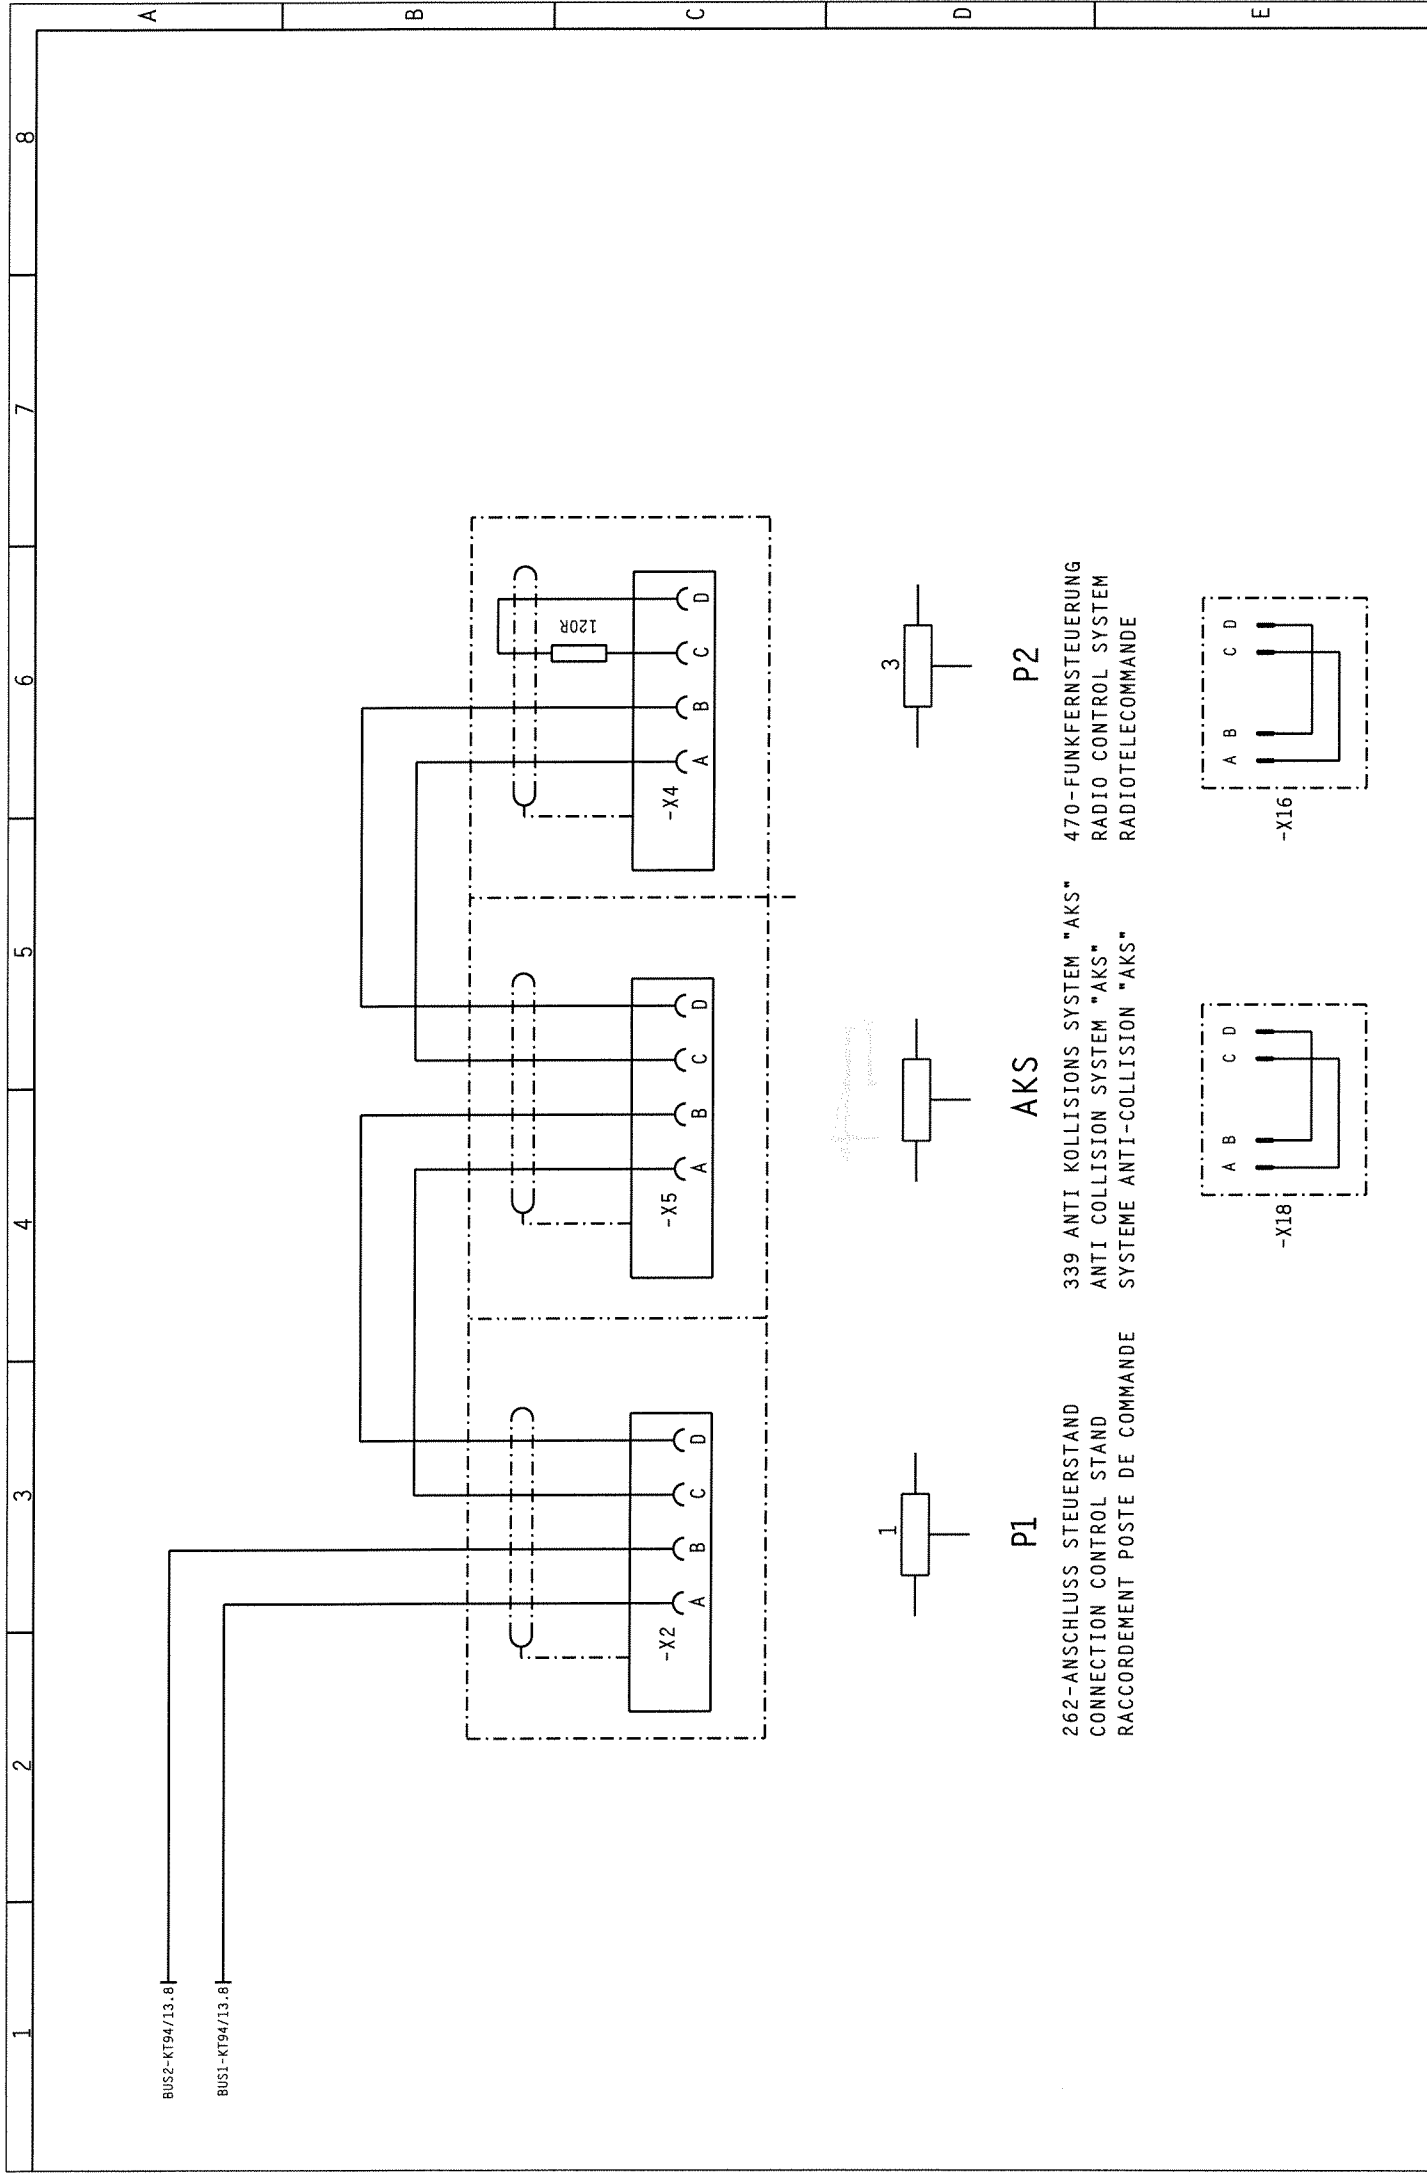 1 2 3 4 5 6 7 8
A
B
C
D
E
BUS2-KT94/13.8
BUS1-KT94/13.8
120R
-X2
A B C D
-X5
A B C D
-X4
A B C D
1
3
P1
AKS
P2
262-ANSCHLUSS STEUERSTAND
CONNECTION CONTROL STAND
RACCORDEMENT POSTE DE COMMANDE
339 ANTI KOLLISIONS SYSTEM "AKS"
ANTI COLLISION SYSTEM "AKS"
SYSTEME ANTI-COLLISION "AKS"
470-FUNKFERNSTEUERUNG
RADIO CONTROL SYSTEM
RADIOTELECOMMANDE
-X18
A B C D
-X16
A B C D